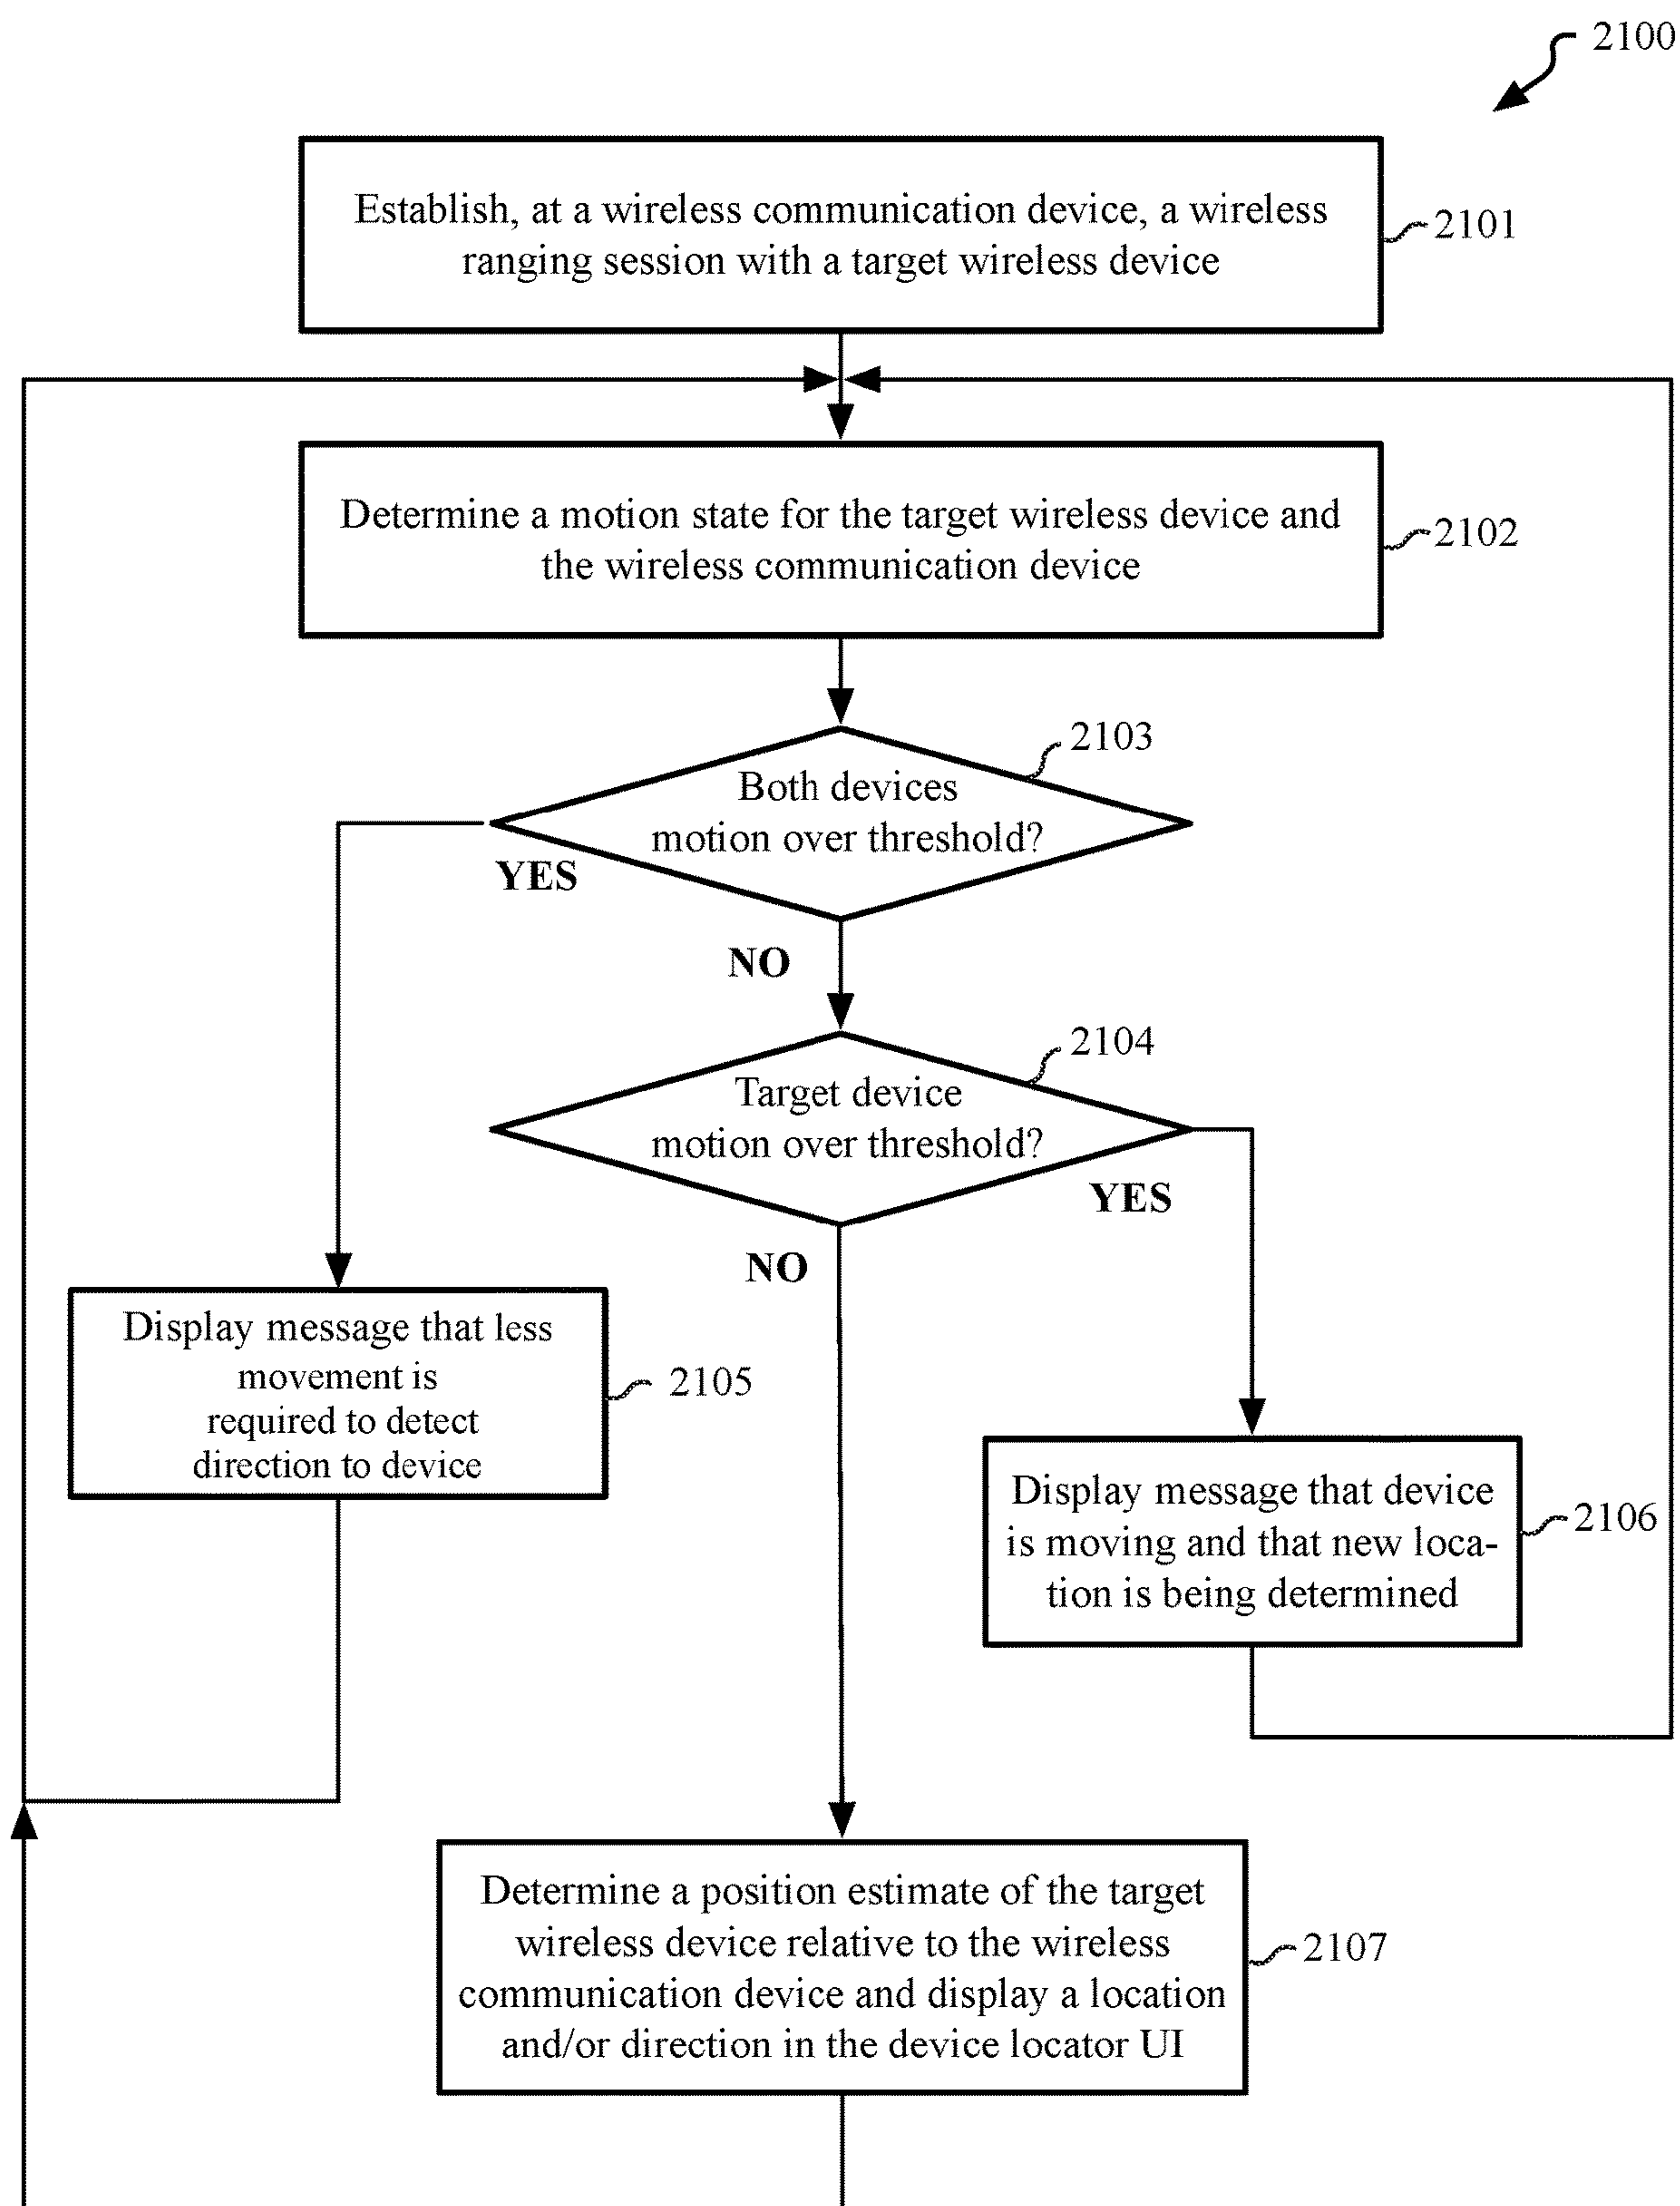 2100
Establish, at a wireless communication device, a wireless
ranging session with a target wireless device
2101
Determine a motion state for the target wireless device and
the wireless communication device
2102
2103
Both devices
motion over threshold?
YES
NO
2104
Target device
motion over threshold?
YES
NO
Display message that less
movement is
required to detect
direction to device
2105
Display message that device
is moving and that new loca-
tion is being determined
2106
Determine a position estimate of the target
wireless device relative to the wireless
communication device and display a location
and/or direction in the device locator UI
2107